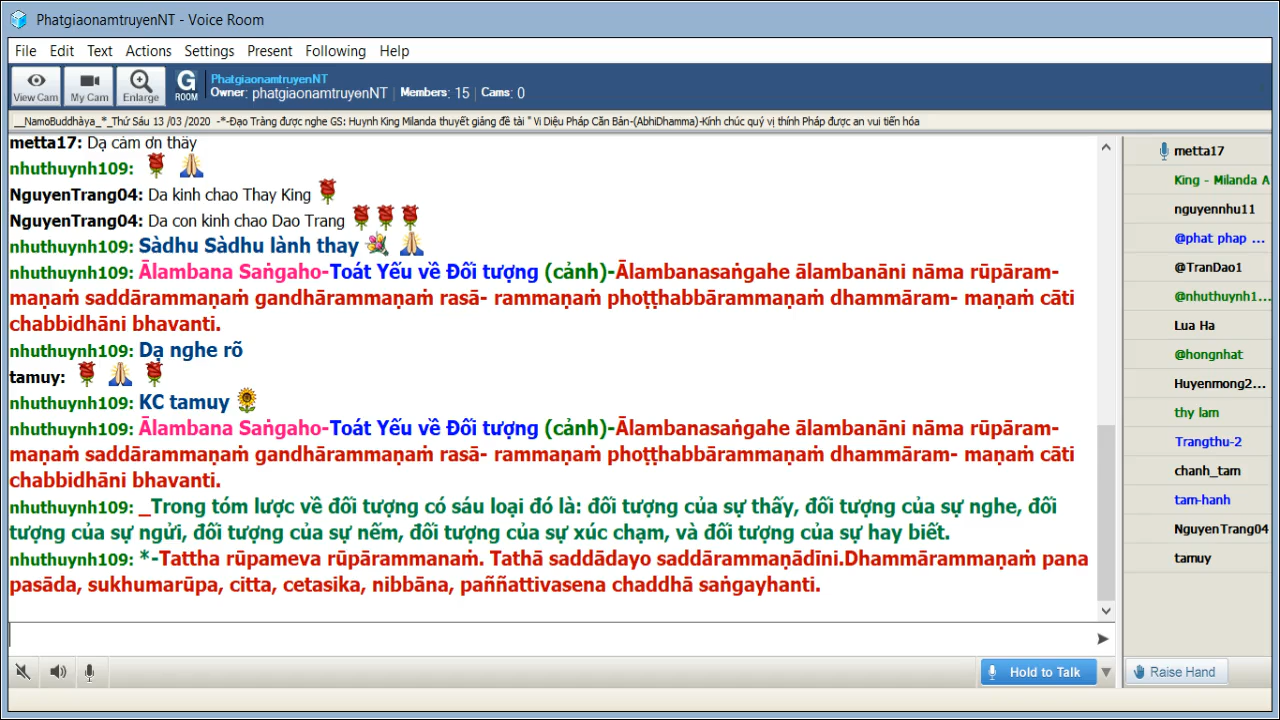 PhatgiaonamtruyenNT - Voice Room
File Edit Text Actions Settings Present Following Help
View Cam My Cam Enlarge G ROOM
PhatgiaonamtruyenNT
Owner: phatgiaonamtruyenNT Members: 15 Cams: 0
__NamoBuddhàya_*_Thứ Sáu 13 /03 /2020 -*-Đạo Tràng được nghe GS: Huynh King Milanda thuyết giảng đề tài " Vi Diệu Pháp Căn Bản-(AbhiDhamma)-Kính chúc quý vị thính Pháp được an vui tiến hóa
metta17: Dạ cảm ơn thầy
nhuthuynh109:
NguyenTrang04: Da kinh chao Thay King
NguyenTrang04: Da con kinh chao Dao Trang
nhuthuynh109: Sàdhu Sàdhu lành thay
nhuthuynh109: Ālambana Saṅgaho-Toát Yếu về Đối tượng (cảnh)-Ālambanasaṅgahe ālambanāni nāma rūpāram-
maṇaṁ saddārammaṇaṁ gandhārammaṇaṁ rasā- rammaṇaṁ phoṭṭhabbārammaṇaṁ dhammāram- maṇaṁ cāti
chabbidhāni bhavanti.
nhuthuynh109: Dạ nghe rõ
tamuy:
nhuthuynh109: KC tamuy
nhuthuynh109: Ālambana Saṅgaho-Toát Yếu về Đối tượng (cảnh)-Ālambanasaṅgahe ālambanāni nāma rūpāram-
maṇaṁ saddārammaṇaṁ gandhārammaṇaṁ rasā- rammaṇaṁ phoṭṭhabbārammaṇaṁ dhammāram- maṇaṁ cāti
chabbidhāni bhavanti.
nhuthuynh109: _Trong tóm lược về đối tượng có sáu loại đó là: đối tượng của sự thấy, đối tượng của sự nghe, đối
tượng của sự ngửi, đối tượng của sự nếm, đối tượng của sự xúc chạm, và đối tượng của sự hay biết.
nhuthuynh109: *-Tattha rūpameva rūpārammanaṁ. Tathā saddādayo saddārammaṇādīni.Dhammārammaṇaṁ pana
pasāda, sukhumarūpa, citta, cetasika, nibbāna, paññattivasena chaddhā saṅgayhanti.
metta17
King - Milanda A
nguyennhu11
@phat phap ...
@TranDao1
@nhuthuynh1...
Lua Ha
@hongnhat
Huyenmong2...
thy lam
Trangthu-2
chanh_tam
tam-hanh
NguyenTrang04
tamuy
Hold to Talk
Raise Hand